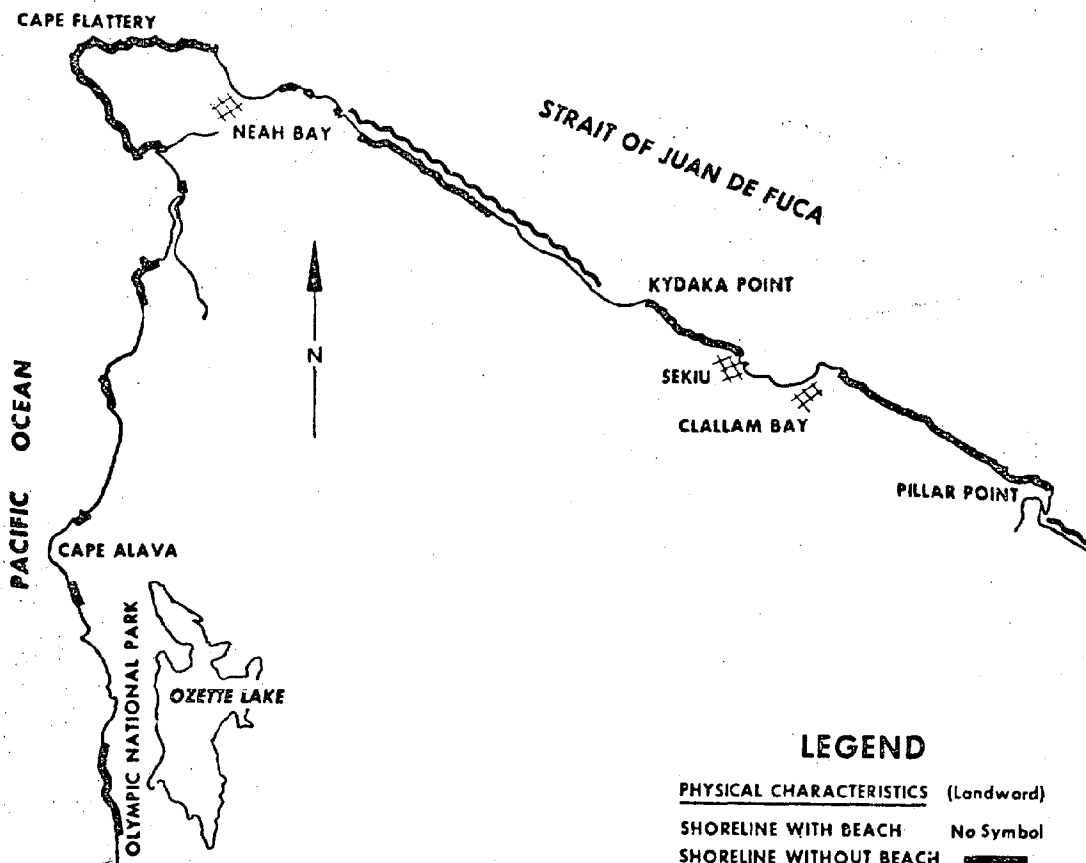 CAPE FLATTERY
NEAH BAY
STRAIT OF JUAN DE FUCA
KYDAKA POINT
N
SEKIU
CLALLAM BAY
PILLAR POINT
PACIFIC OCEAN
CAPE ALAVA
OLYMPIC NATIONAL PARK
OZETTE LAKE
LEGEND
PHYSICAL CHARACTERISTICS (Landward)
SHORELINE WITH BEACH No Symbol
SHORELINE WITHOUT BEACH